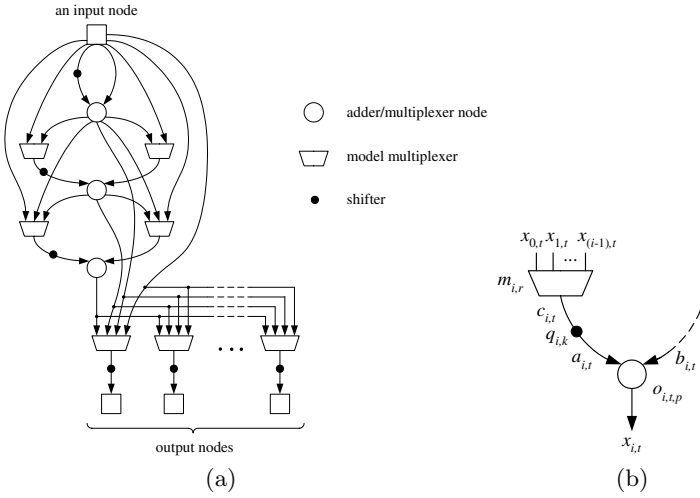 an input node
adder/multiplexer node
model multiplexer
shifter
x0,t x1,t ... x(i-1),t
mi,r
ci,t
qi,k
ai,t
bi,t
oi,t,p
xi,t
...
output nodes
(a)
(b)